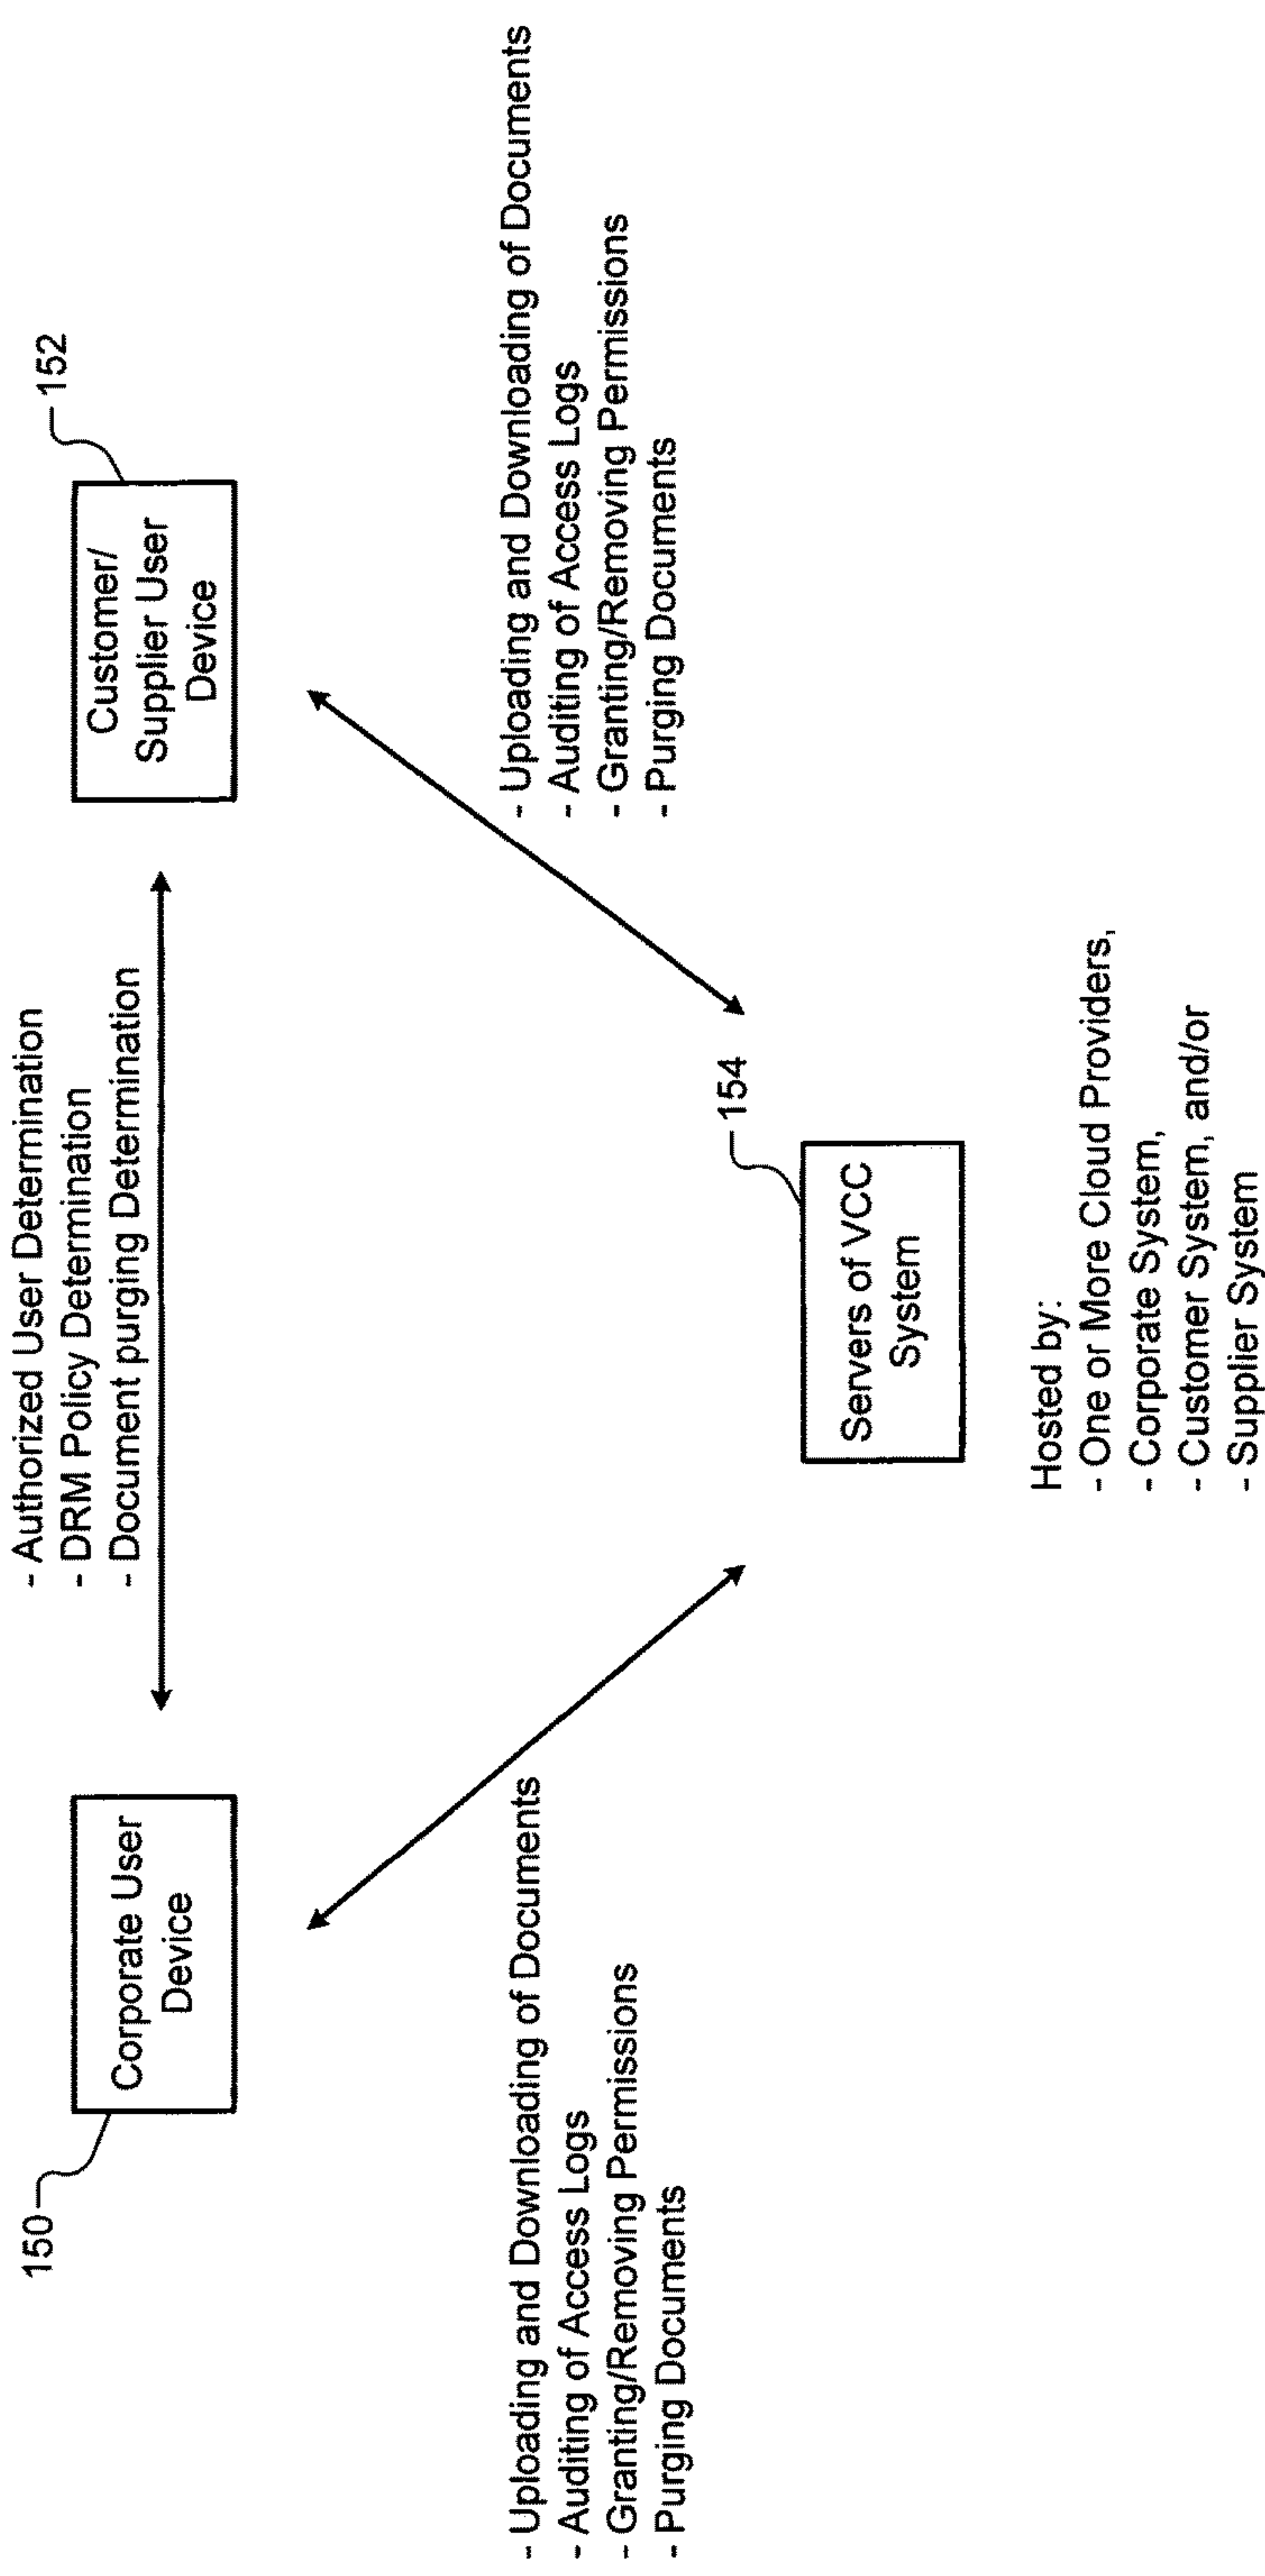 - Authorized User Determination
- DRM Policy Determination
- Document purging Determination
150
Corporate User
Device
152
Customer/
Supplier User
Device
- Uploading and Downloading of Documents
- Auditing of Access Logs
- Granting/Removing Permissions
- Purging Documents
- Uploading and Downloading of Documents
- Auditing of Access Logs
- Granting/Removing Permissions
- Purging Documents
154
Servers of VCC
System
Hosted by:
- One or More Cloud Providers,
- Corporate System,
- Customer System, and/or
- Supplier System